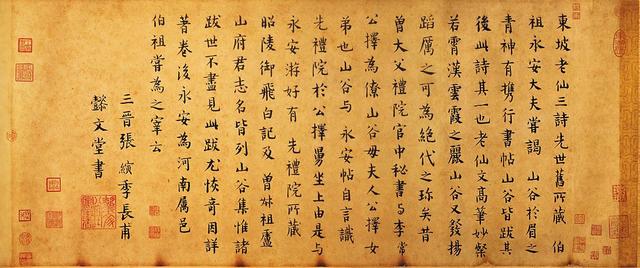 東坡老仙三詩先世舊所藏 伯
祖永安大夫嘗謁 山谷於眉之
青神有携行書帖山谷皆跋其
後此詩其一也老仙文高筆妙粲
若霄漢雲霞之麗山谷又發揚
蹈厲之可為絕代之珍矣昔
曾大父禮院官中秘書与李常
公擇為僚山谷母夫人公擇女
弟也山谷与 永安帖自言識
先禮院於公擇舅坐上由是与
永安游好有 先禮院所藏
昭陵御飛白記及 曾叔祖盧
山府君志名皆列山谷集惟諸
跋世不盡見此跋尤恢奇因詳
著卷後永安為河南屬邑
伯祖嘗為之宰云
三晉張縯季長甫
懿文堂書